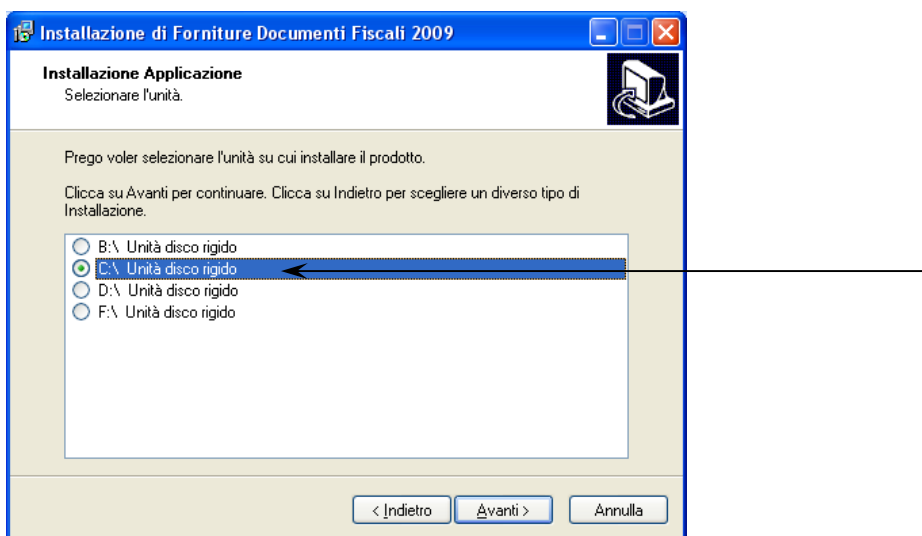 Installazione di Forniture Documenti Fiscali 2009
Installazione Applicazione
Selezionare l'unità.
Prego voler selezionare l'unità su cui installare il prodotto.
Clicca su Avanti per continuare. Clicca su Indietro per scegliere un diverso tipo di
Installazione.
B:\ Unità disco rigido
C:\ Unità disco rigido
D:\ Unità disco rigido
F:\ Unità disco rigido
< Indietro
Avanti >
Annulla